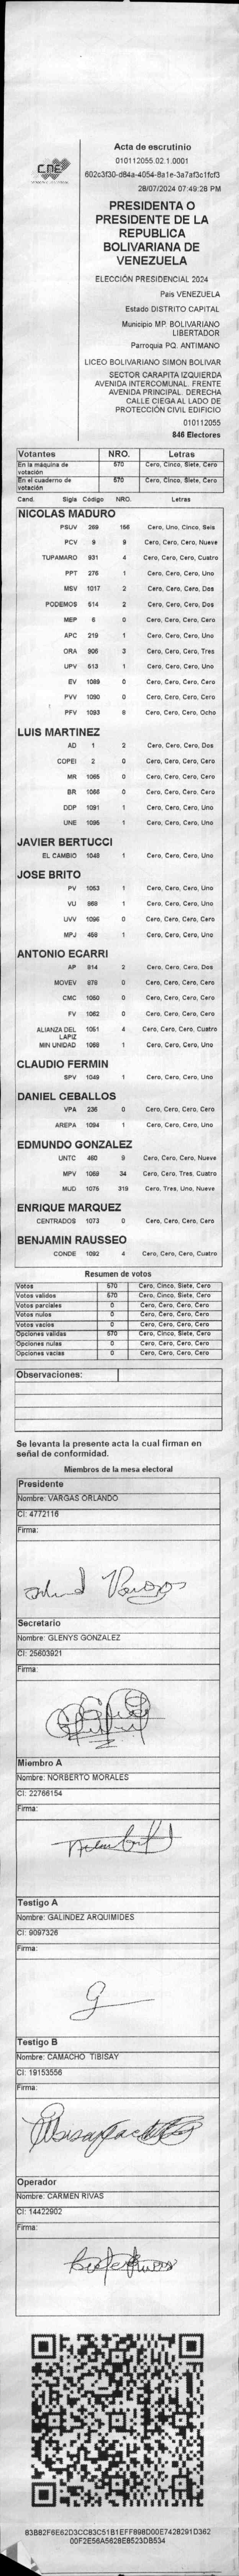 CNE
Acta de escrutinio
010112055.02.1.0001
602c3f30-d84a-4054-8a1e-3a7af3c1fcf3
28/07/2024 07:49:28 PM
PRESIDENTA O
PRESIDENTE DE LA
REPUBLICA
BOLIVARIANA DE
VENEZUELA
ELECCIÓN PRESIDENCIAL 2024
Pais VENEZUELA
Estado DISTRITO CAPITAL
Municipio MP. BOLIVARIANO
LIBERTADOR
Parroquia PQ. ANTIMANO
LICEO BOLIVARIANO SIMON BOLIVAR
SECTOR CARAPITA IZQUIERDA
AVENIDA INTERCOMUNAL. FRENTE
AVENIDA PRINCIPAL. DERECHA
CALLE CIEGA AL LADO DE
PROTECCIÓN CIVIL EDIFICIO
010112055
846 Electores
Votantes NRO. Letras
En la máquina de votación 570 Cero, Cinco, Siete, Cero
En el cuaderno de votación 570 Cero, Cinco, Siete, Cero
Cand. Sigla Código NRO. Letras
NICOLAS MADURO
PSUV 289 156 Cero, Uno, Cinco, Seis
PCV 9 9 Cero, Cero, Cero, Nueve
TUPAMARO 931 4 Cero, Cero, Cero, Cuatro
PPT 276 1 Cero, Cero, Cero, Uno
MSV 1017 2 Cero, Cero, Cero, Dos
PODEMOS 514 2 Cero, Cero, Cero, Dos
MEP 6 0 Cero, Cero, Cero, Cero
APC 219 1 Cero, Cero, Cero, Uno
ORA 906 3 Cero, Cero, Cero, Tres
UPV 513 1 Cero, Cero, Cero, Uno
EV 1089 0 Cero, Cero, Cero, Cero
PVV 1090 0 Cero, Cero, Cero, Cero
PFV 1093 8 Cero, Cero, Cero, Ocho
LUIS MARTINEZ
AD 1 2 Cero, Cero, Cero, Dos
COPEI 2 0 Cero, Cero, Cero, Cero
MR 1065 0 Cero, Cero, Cero, Cero
BR 1066 0 Cero, Cero, Cero, Cero
DDP 1091 1 Cero, Cero, Cero, Uno
UNE 1095 1 Cero, Cero, Cero, Uno
JAVIER BERTUCCI
EL CAMBIO 1048 1 Cero, Cero, Cero, Uno
JOSE BRITO
PV 1053 1 Cero, Cero, Cero, Uno
VU 868 1 Cero, Cero, Cero, Uno
UVV 1096 0 Cero, Cero, Cero, Cero
MPJ 459 1 Cero, Cero, Cero, Uno
ANTONIO ECARRI
AP 914 2 Cero, Cero, Cero, Dos
MOVEV 978 0 Cero, Cero, Cero, Cero
CMC 1050 0 Cero, Cero, Cero, Cero
FV 1062 0 Cero, Cero, Cero, Cero
ALIANZA DEL LAPIZ 1051 4 Cero, Cero, Cero, Cuatro
MIN UNIDAD 1068 1 Cero, Cero, Cero, Uno
CLAUDIO FERMIN
SPV 1049 1 Cero, Cero, Cero, Uno
DANIEL CEBALLOS
VPA 236 0 Cero, Cero, Cero, Cero
AREPA 1094 1 Cero, Cero, Cero, Uno
EDMUNDO GONZALEZ
UNTC 460 9 Cero, Cero, Cero, Nueve
MPV 1069 34 Cero, Cero, Tres, Cuatro
MUD 1075 319 Cero, Tres, Uno, Nueve
ENRIQUE MARQUEZ
CENTRADOS 1073 0 Cero, Cero, Cero, Cero
BENJAMIN RAUSSEO
CONDE 1092 4 Cero, Cero, Cero, Cuatro
Resumen de votos
Votos 570 Cero, Cinco, Siete, Cero
Votos validos 570 Cero, Cinco, Siete, Cero
Votos parciales 0 Cero, Cero, Cero, Cero
Votos nulos 0 Cero, Cero, Cero, Cero
Votos vacios 0 Cero, Cero, Cero, Cero
Opciones validas 570 Cero, Cinco, Siete, Cero
Opciones nulas 0 Cero, Cero, Cero, Cero
Opciones vacias 0 Cero, Cero, Cero, Cero
Observaciones:
Se levanta la presente acta la cual firman en
señal de conformidad.
Miembros de la mesa electoral
Presidente
Nombre: VARGAS ORLANDO
CI: 4772116
Firma:
Secretario
Nombre: GLENYS GONZALEZ
CI: 25603921
Firma:
Miembro A
Nombre: NORBERTO MORALES
CI: 22766154
Firma:
Testigo A
Nombre: GALINDEZ ARQUIMIDES
CI: 9097326
Firma:
Testigo B
Nombre: CAMACHO TIBISAY
CI: 19153556
Firma:
Operador
Nombre: CARMEN RIVAS
CI: 14422902
Firma:
83B82F6E62D3CC83C51B1EFF898D00E7428291D362
00F2E56A5628E8523DB534